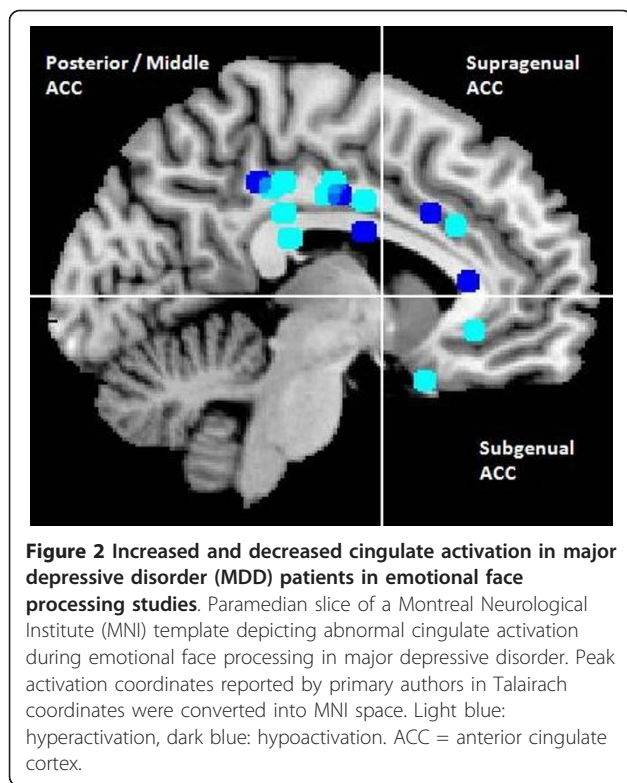 Posterior / Middle
ACC
Supragenual
ACC
Subgenual
ACC
Figure 2 Increased and decreased cingulate activation in major
depressive disorder (MDD) patients in emotional face
processing studies. Paramedian slice of a Montreal Neurological
Institute (MNI) template depicting abnormal cingulate activation
during emotional face processing in major depressive disorder. Peak
activation coordinates reported by primary authors in Talairach
coordinates were converted into MNI space. Light blue:
hyperactivation, dark blue: hypoactivation. ACC = anterior cingulate
cortex.